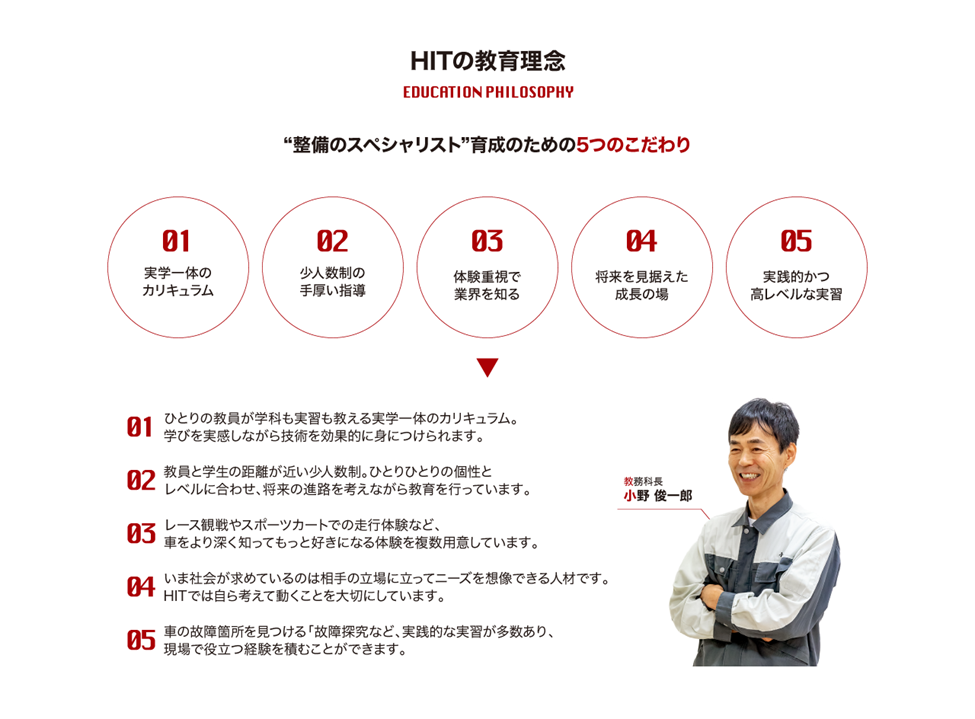 HITの教育理念
EDUCATION PHILOSOPHY
“整備のスペシャリスト”育成のための5つのこだわり
01
実学一体の
カリキュラム
02
少人数制の
手厚い指導
03
体験重視で
業界を知る
04
将来を見据えた
成長の場
05
実践的かつ
高レベルな実習
01
ひとりの教員が学科も実習も教える実学一体のカリキュラム。
学びを実感しながら技術を効果的に身につけられます。
02
教員と学生の距離が近い少人数制。ひとりひとりの個性と
レベルに合わせ、将来の進路を考えながら教育を行っています。
03
レース観戦やスポーツカートでの走行体験など、
車をより深く知ってもっと好きになる体験を複数用意しています。
04
いま社会が求めているのは相手の立場に立ってニーズを想像できる人材です。
HITでは自ら考えて動くことを大切にしています。
05
車の故障箇所を見つける「故障探究など、実践的な実習が多数あり、
現場で役立つ経験を積むことができます。
教務科長
小野 俊一郎